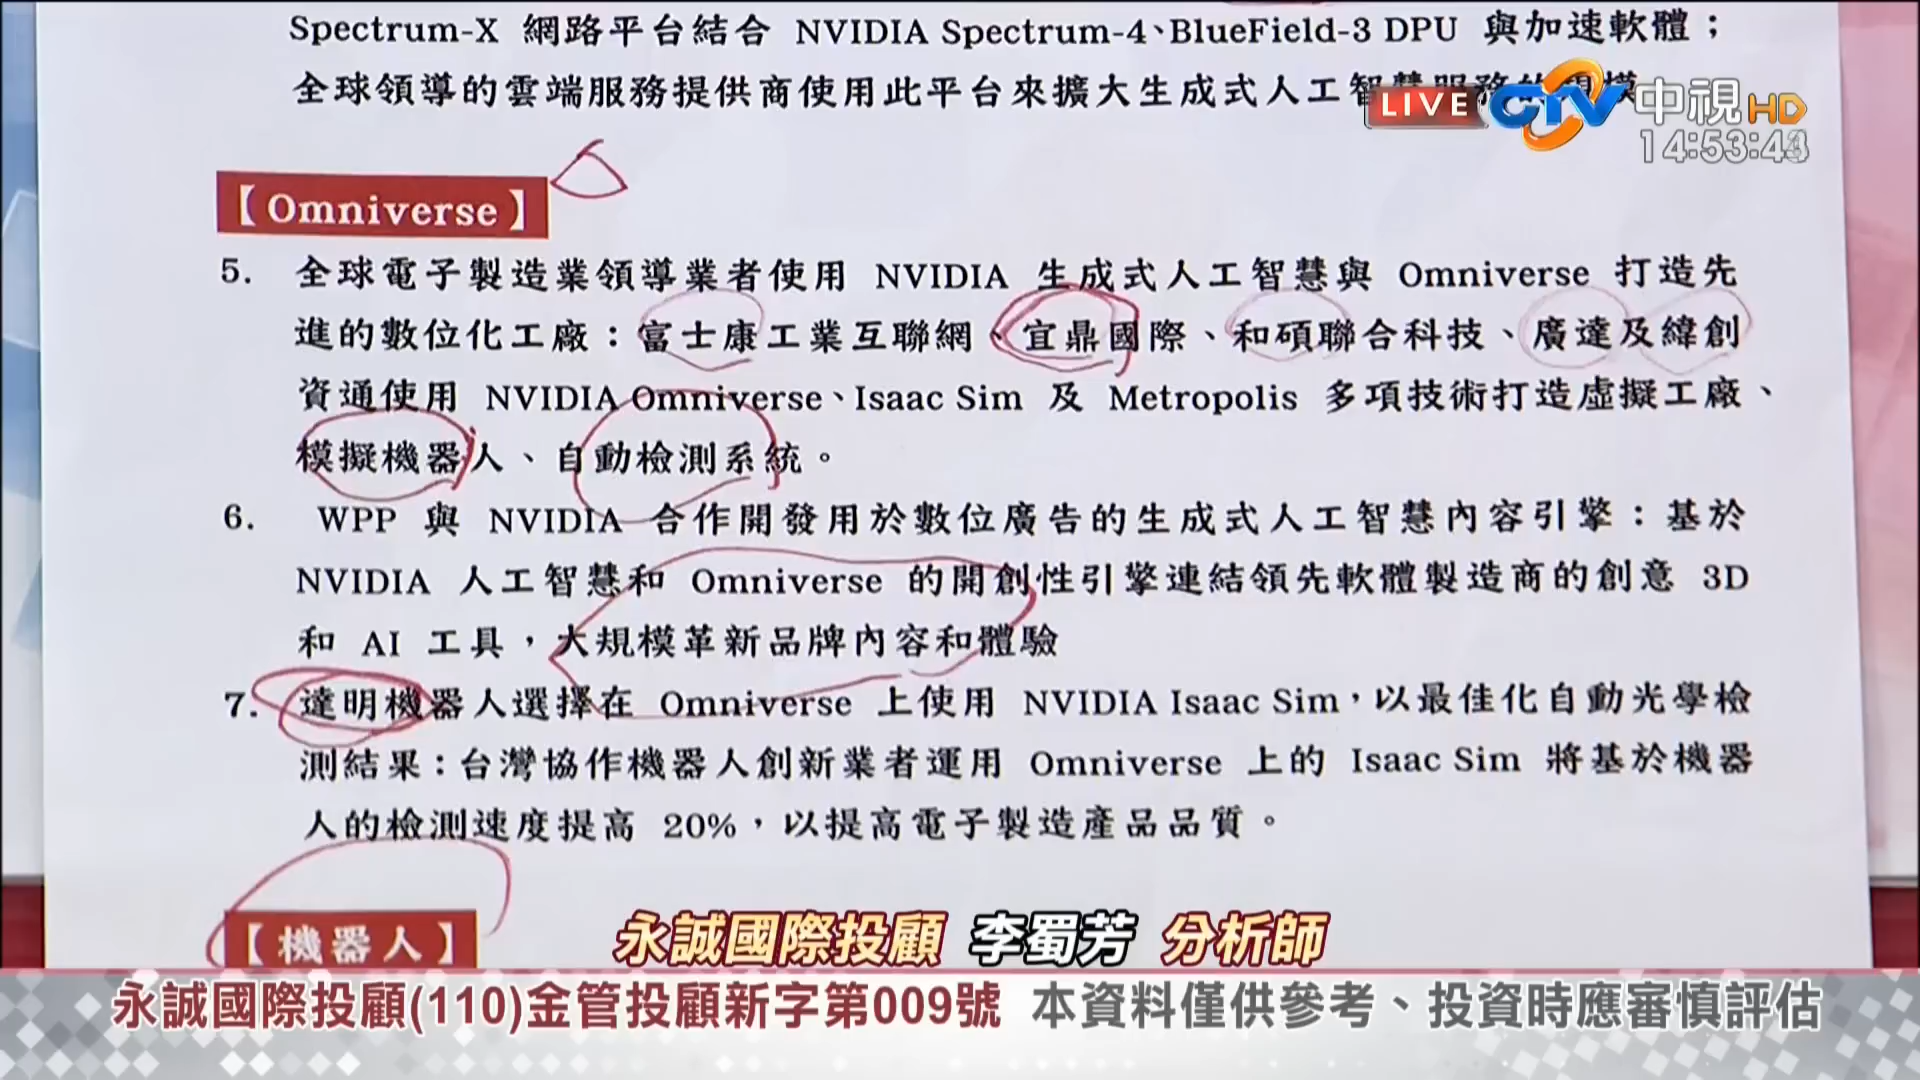 Spectrum-X 網路平台結合 NVIDIA Spectrum-4、BlueField-3 DPU 與加速軟體；
全球領導的雲端服務提供商使用此平台來擴大生成式人工智慧服務的規模
LIVE CTV 中視 HD
14:53:43
【Omniverse】
5. 全球電子製造業領導業者使用 NVIDIA 生成式人工智慧與 Omniverse 打造先
進的數位化工廠：富士康工業互聯網、宜鼎國際、和碩聯合科技、廣達及緯創
資通使用 NVIDIA Omniverse、Isaac Sim 及 Metropolis 多項技術打造虛擬工廠、
模擬機器人、自動檢測系統。
6. WPP 與 NVIDIA 合作開發用於數位廣告的生成式人工智慧內容引擎：基於
NVIDIA 人工智慧和 Omniverse 的開創性引擎連結領先軟體製造商的創意 3D
和 AI 工具，大規模革新品牌內容和體驗
7. 達明機器人選擇在 Omniverse 上使用 NVIDIA Isaac Sim，以最佳化自動光學檢
測結果：台灣協作機器人創新業者運用 Omniverse 上的 Isaac Sim 將基於機器
人的檢測速度提高 20%，以提高電子製造產品品質。
【機器人】
永誠國際投顧 李蜀芳 分析師
永誠國際投顧(110)金管投顧新字第009號 本資料僅供參考、投資時應審慎評估